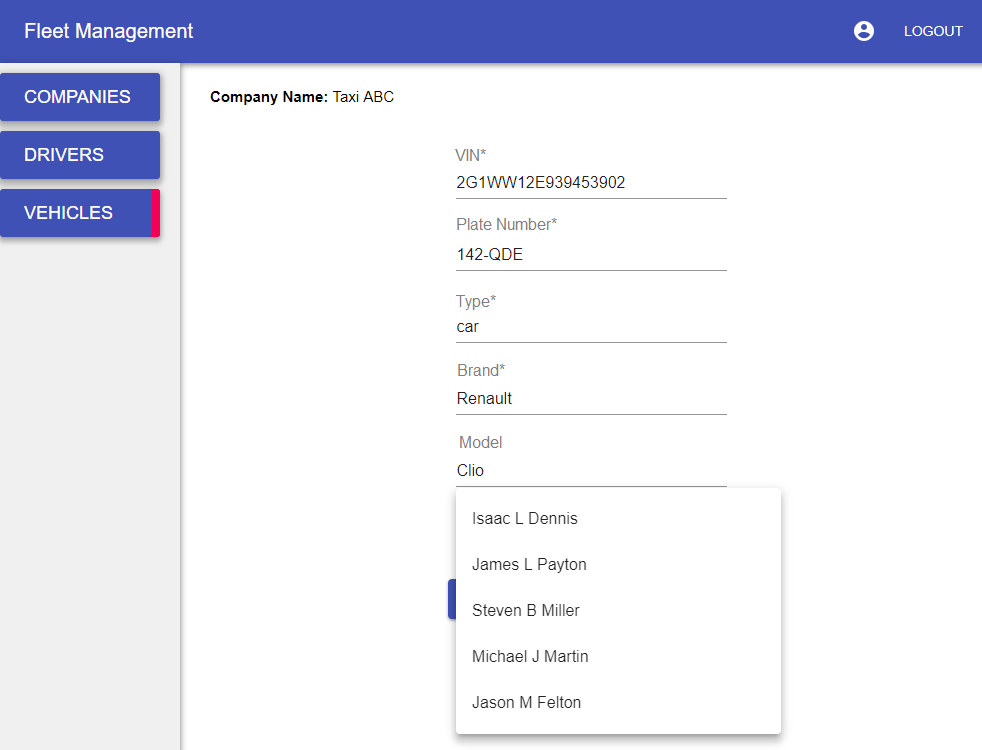 Fleet Management
LOGOUT
COMPANIES
DRIVERS
VEHICLES
Company Name: Taxi ABC
VIN*
2G1WW12E939453902
Plate Number*
142-QDE
Type*
car
Brand*
Renault
Model
Clio
Isaac L Dennis
James L Payton
Steven B Miller
Michael J Martin
Jason M Felton